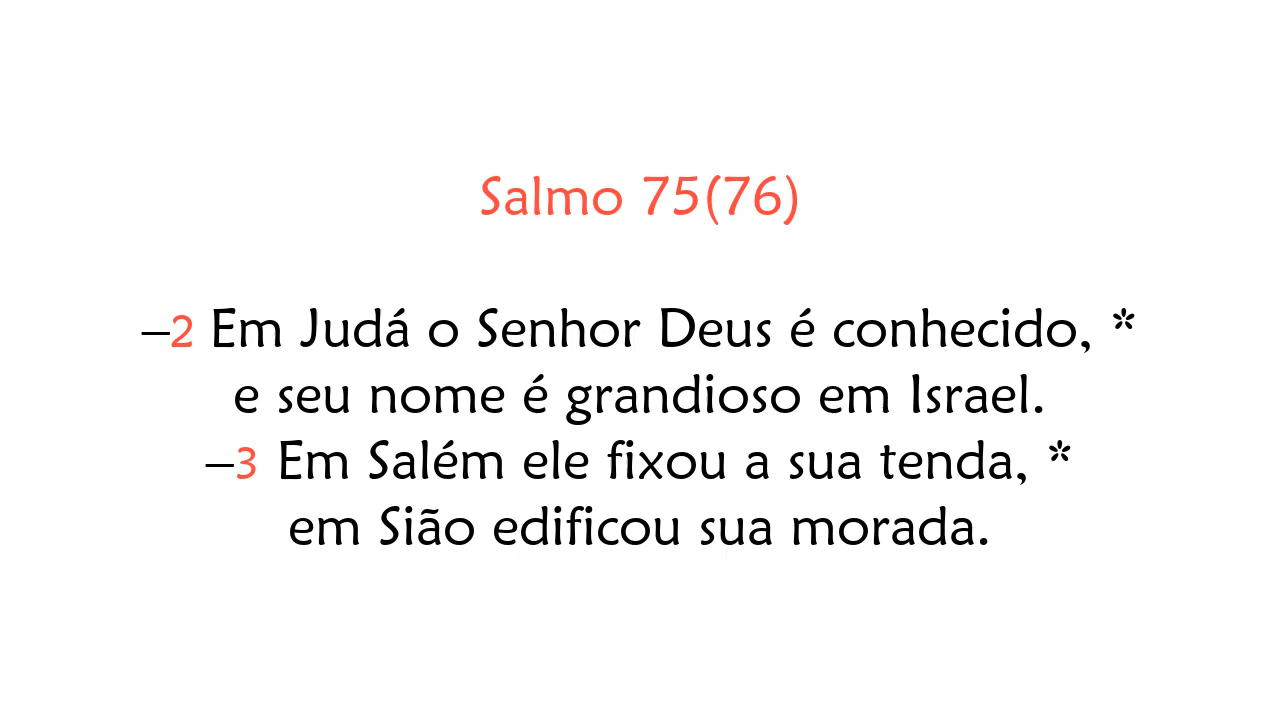 Salmo 75(76)
–2 Em Judá o Senhor Deus é conhecido, *
e seu nome é grandioso em Israel.
–3 Em Salém ele fixou a sua tenda, *
em Sião edificou sua morada.